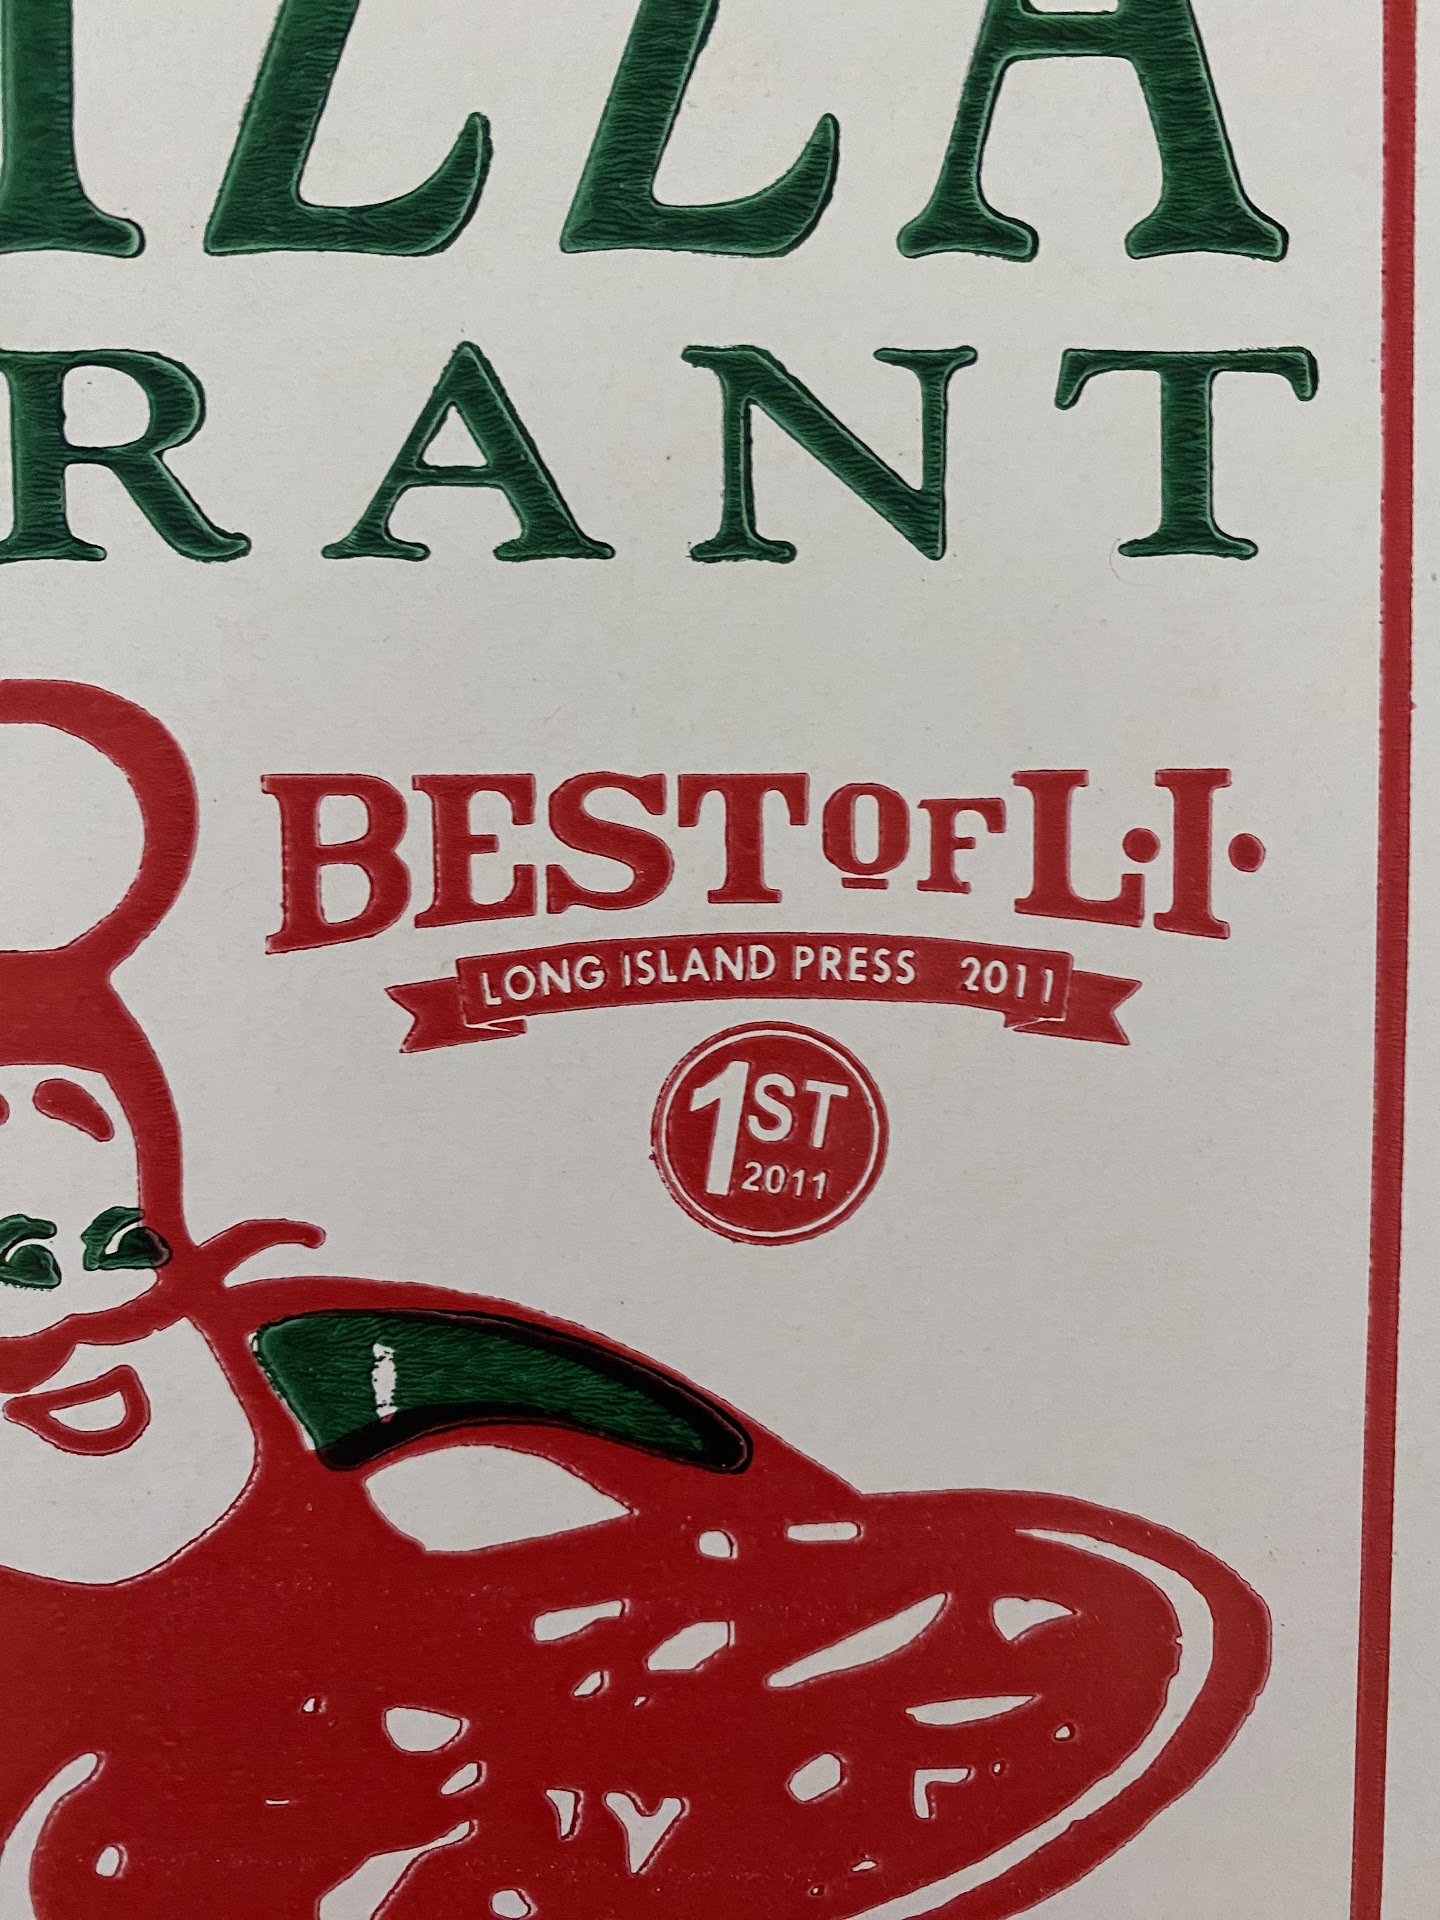 IZZA
RANT
BEST OF L.I.
LONG ISLAND PRESS 2011
1ST
2011